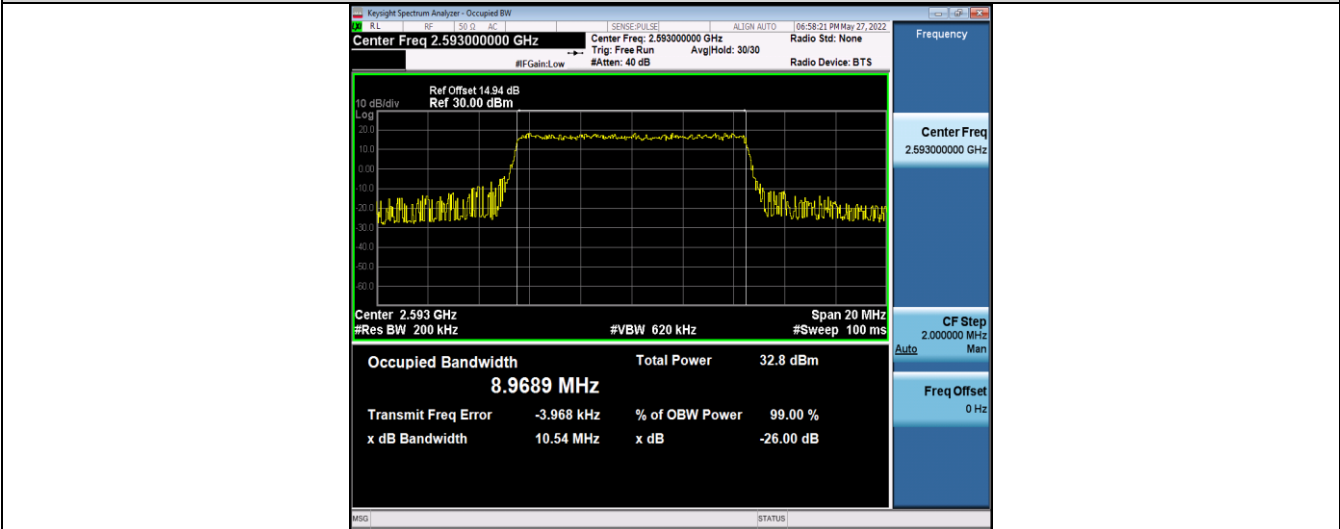 Keysight Spectrum Analyzer - Occupied BW
RL RF 50 Ω AC SENSE:PULSE ALIGN AUTO 06:58:21 PM May 27, 2022
Center Freq 2.593000000 GHz
Center Freq: 2.593000000 GHz Radio Std: None
Trig: Free Run Avg|Hold: 30/30
#IFGain:Low #Atten: 40 dB Radio Device: BTS
Ref Offset 14.94 dB
10 dB/div Ref 30.00 dBm
Log
20.0
10.0
0.00
-10.0
-20.0
-30.0
-40.0
-50.0
-60.0
Center 2.593 GHz Span 20 MHz
#Res BW 200 kHz #VBW 620 kHz #Sweep 100 ms
Occupied Bandwidth Total Power 32.8 dBm
8.9689 MHz
Transmit Freq Error -3.968 kHz % of OBW Power 99.00 %
x dB Bandwidth 10.54 MHz x dB -26.00 dB
MSG STATUS
Frequency
Center Freq
2.593000000 GHz
CF Step
2.000000 MHz
Auto Man
Freq Offset
0 Hz